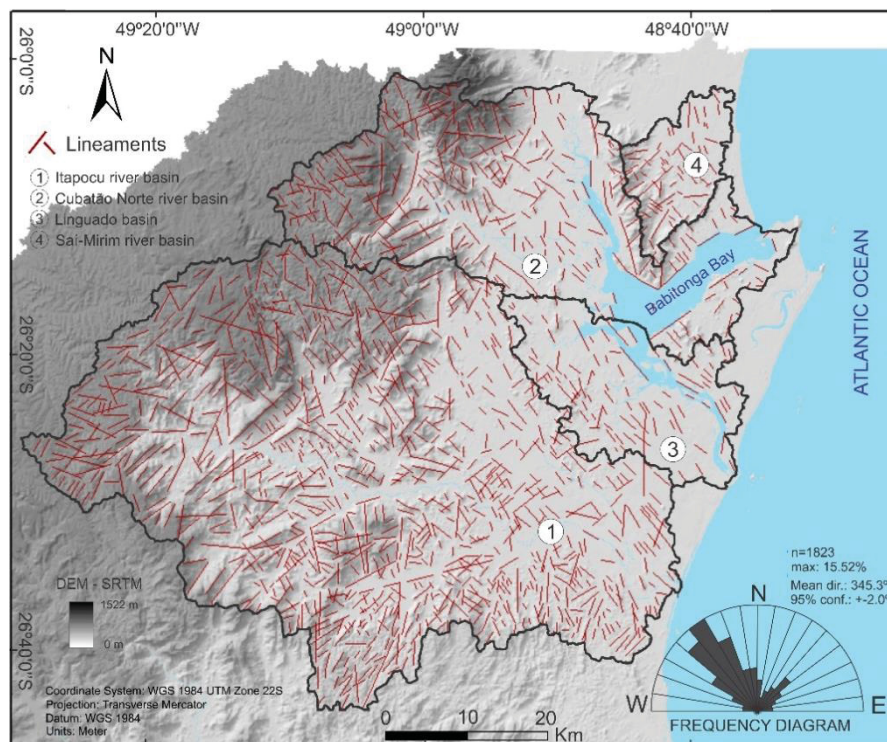 49°20'0"W
49°0'0"W
48°40'0"W
26°0'0"S
26°20'0"S
26°40'0"S
N
Lineaments
1 Itapocu river basin
2 Cubatão Norte river basin
3 Linguado basin
4 Saí-Mirim river basin
4
2
Babitonga Bay
ATLANTIC OCEAN
3
1
DEM - SRTM
1522 m
0 m
Coordinate System: WGS 1984 UTM Zone 22S
Projection: Transverse Mercator
Datum: WGS 1984
Units: Meter
0 10 20
Km
n=1823
max: 15.52%
Mean dir.: 345.3°
95% conf.: +-2.0°
N
W
E
FREQUENCY DIAGRAM